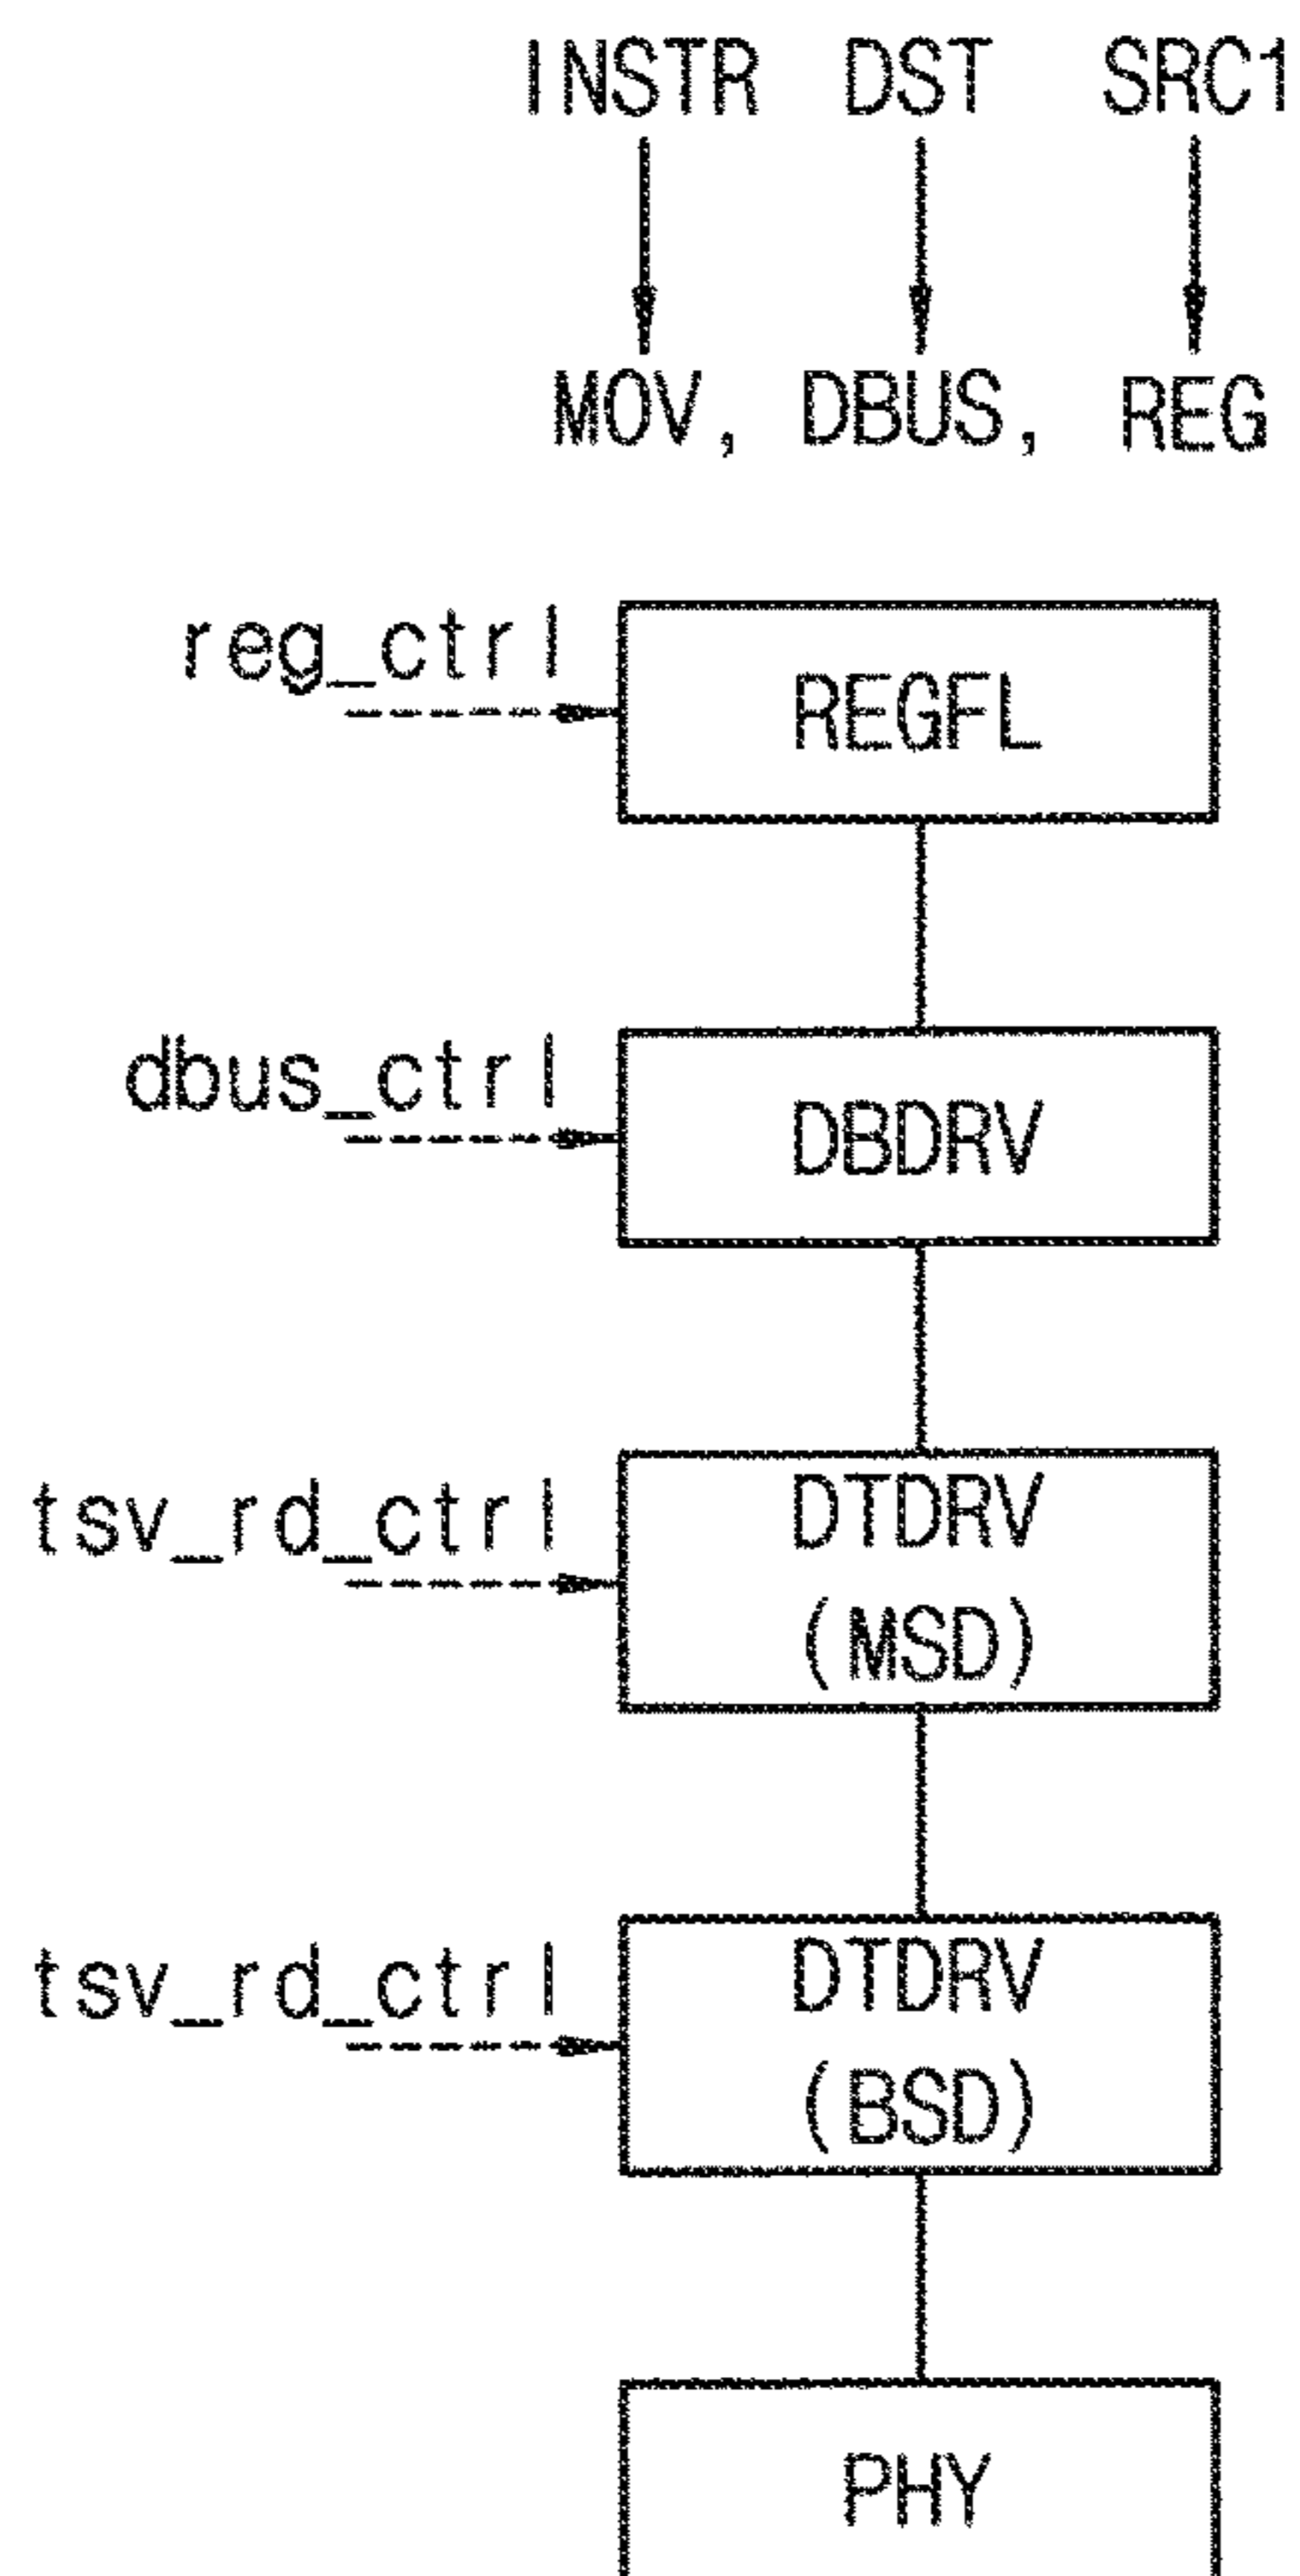 INSTR DST SRC1
MOV, DBUS, REG
reg_ctrl
REGFL
dbus_ctrl
DBDRV
tsv_rd_ctrl
DTDRV
(MSD)
tsv_rd_ctrl
DTDRV
(BSD)
PHY